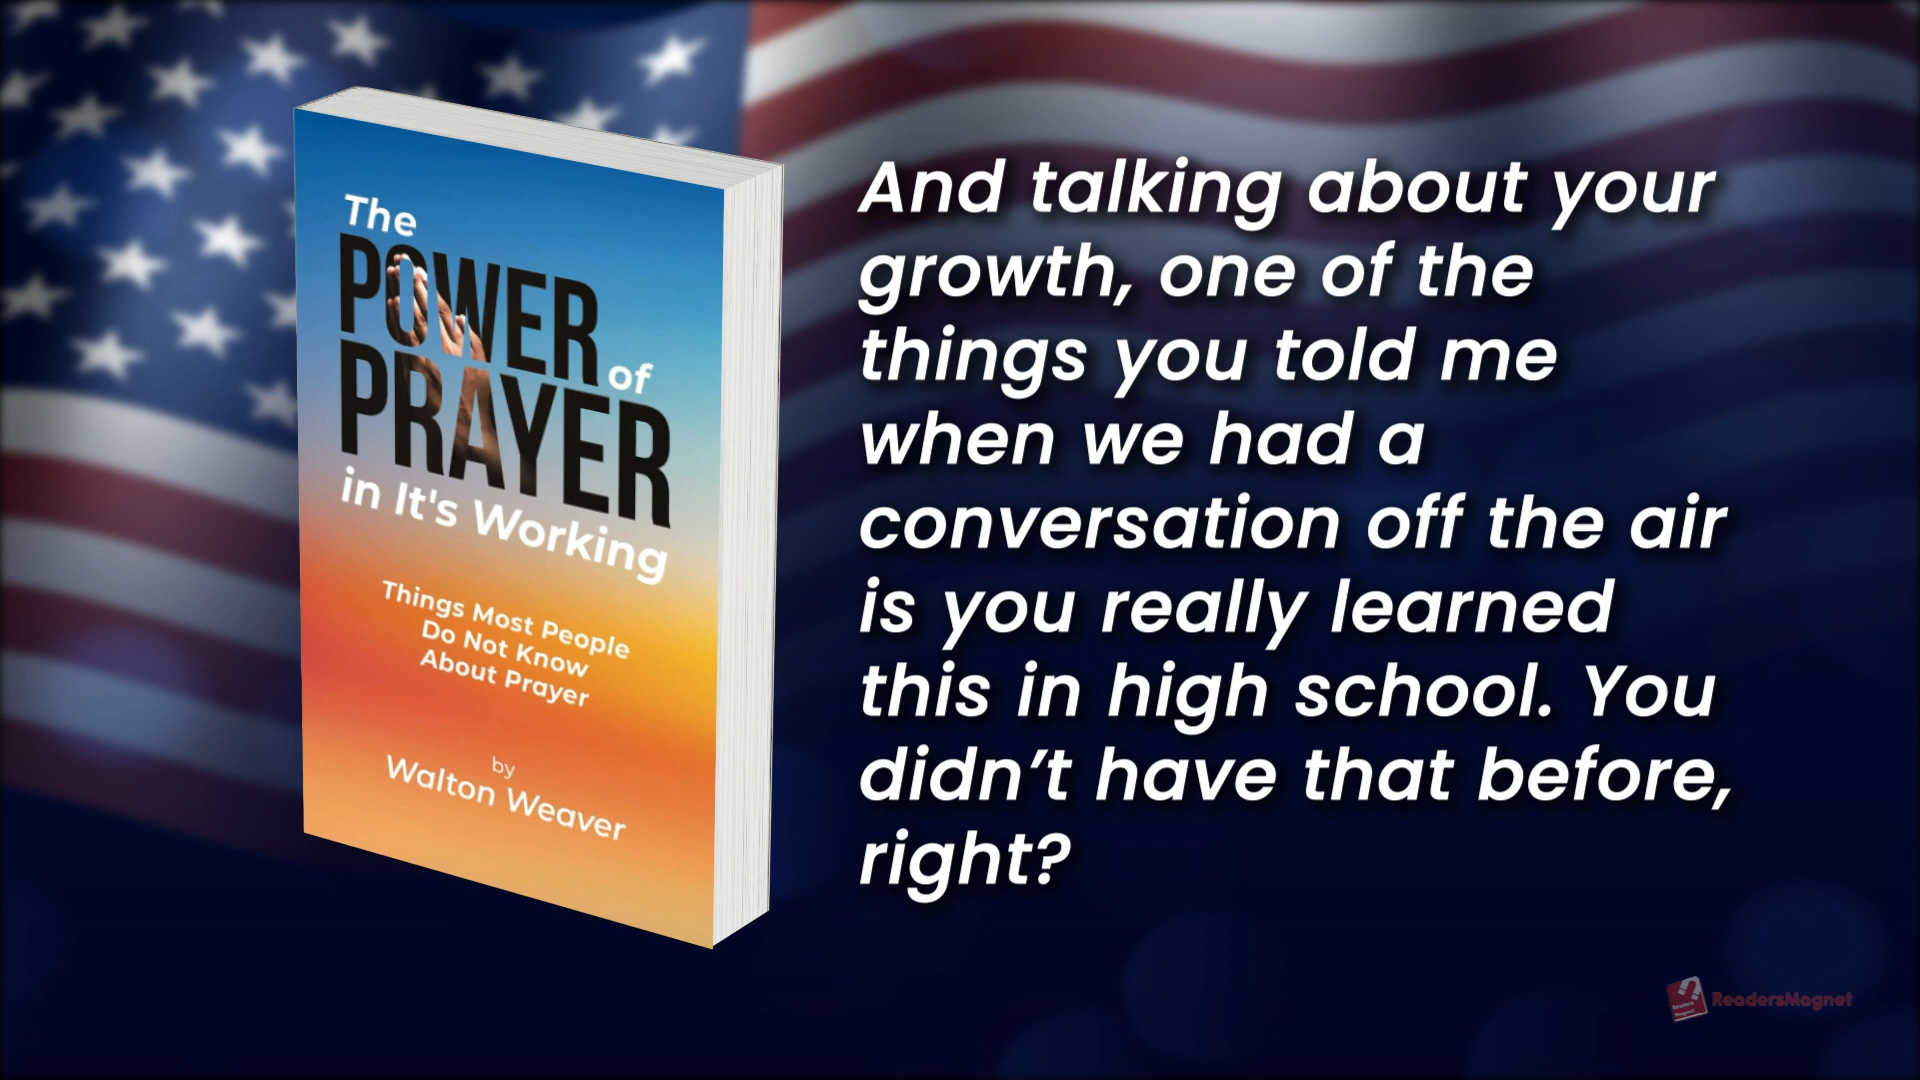 The
POWER of
PRAYER
in It's Working
Things Most People
Do Not Know
About Prayer
by
Walton Weaver
And talking about your
growth, one of the
things you told me
when we had a
conversation off the air
is you really learned
this in high school. You
didn’t have that before,
right?
ReadersMagnet